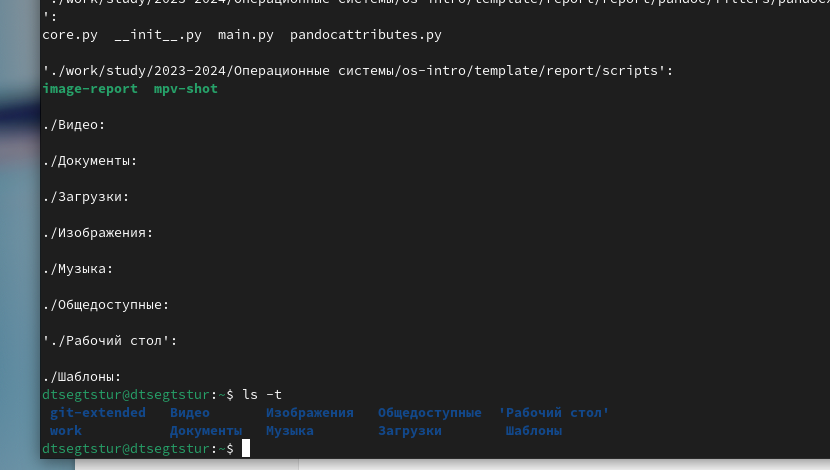 './work/study/2023-2024/Операционные системы/os-intro/template/report/report/pandoc/filters/pandocx
':
core.py  __init__.py  main.py  pandocattributes.py
'./work/study/2023-2024/Операционные системы/os-intro/template/report/scripts':
image-report  mpv-shot
./Видео:
./Документы:
./Загрузки:
./Изображения:
./Музыка:
./Общедоступные:
'./Рабочий стол':
./Шаблоны:
dtsegtstur@dtsegtstur:~$ ls -t
git-extended  Видео  Изображения  Общедоступные  'Рабочий стол'
work  Документы  Музыка  Загрузки  Шаблоны
dtsegtstur@dtsegtstur:~$